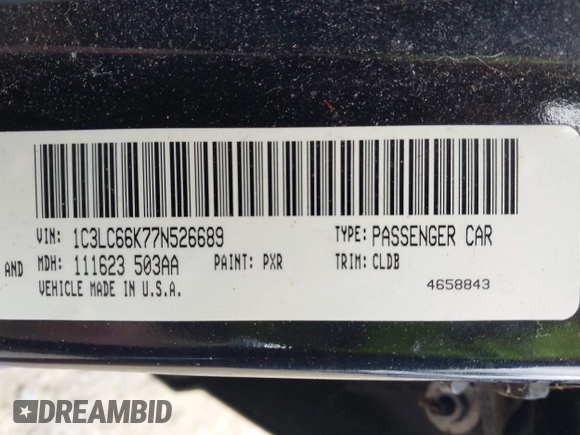 VIN: 1C3LC66K77N526689 TYPE: PASSENGER CAR
AND MDH: 111623 503AA PAINT: PXR TRIM: CLDB
VEHICLE MADE IN U.S.A. 4658843
DREAMBID